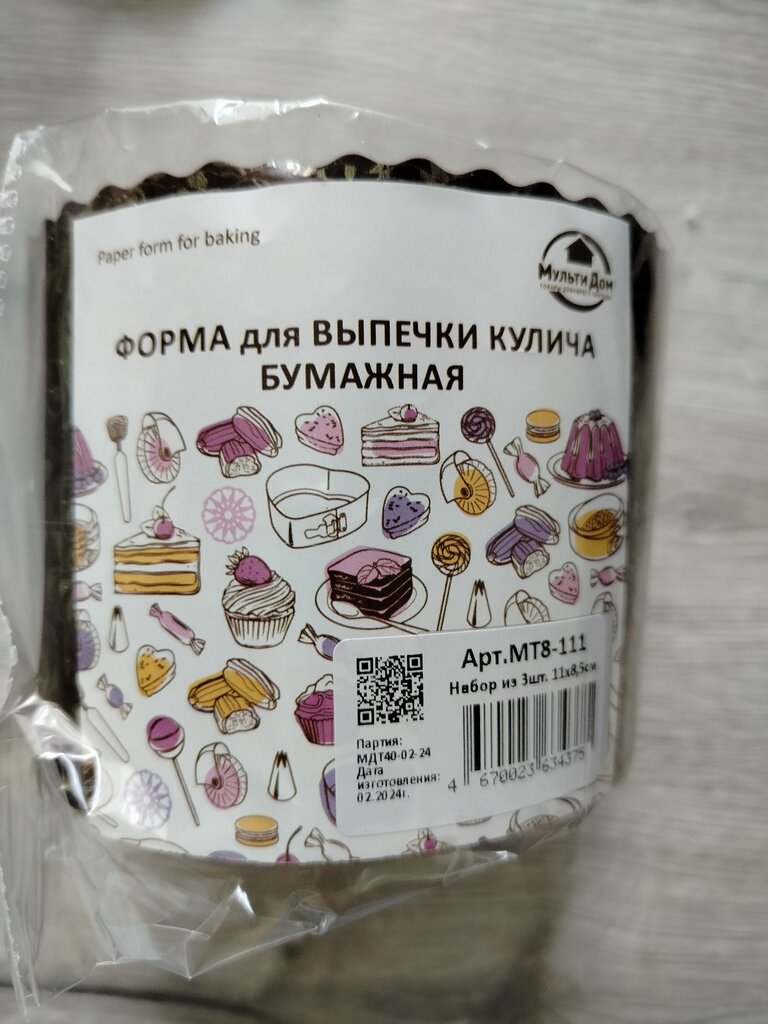 Paper form for baking
МультиДом
ФОРМА для ВЫПЕЧКИ КУЛИЧА
БУМАЖНАЯ
Арт.МТ8-111
Набор из 3шт. 11х8,5см
Партия:
МДТ40-02-24
Дата
изготовления:
02.2024г.
4 670023 634375